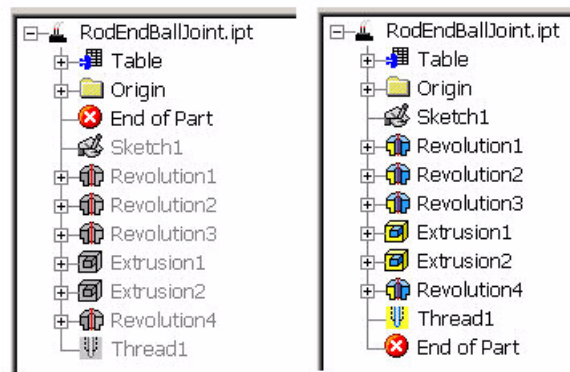 RodEndBallJoint.ipt
Table
Origin
End of Part
Sketch1
Revolution1
Revolution2
Revolution3
Extrusion1
Extrusion2
Revolution4
Thread1
RodEndBallJoint.ipt
Table
Origin
Sketch1
Revolution1
Revolution2
Revolution3
Extrusion1
Extrusion2
Revolution4
Thread1
End of Part